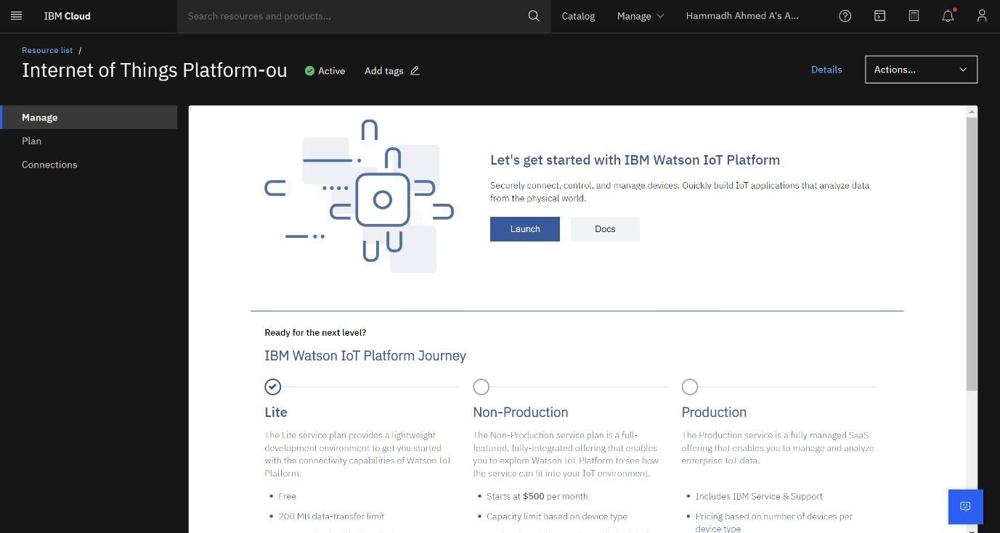 IBM Cloud
Search resources and products...
Catalog
Manage
Hammadh Ahmed A's A...
Resource list /
Internet of Things Platform-ou
Active
Add tags
Details
Actions...
Manage
Plan
Connections
Let's get started with IBM Watson IoT Platform
Securely connect, control, and manage devices. Quickly build IoT applications that analyze data
from the physical world.
Launch
Docs
Ready for the next level?
IBM Watson IoT Platform Journey
Lite
The Lite service plan provides a lightweight
development environment to get you started
with the connectivity capabilities of Watson IoT
Platform.
• Free
• 200 MB data-transfer limit
Non-Production
The Non-Production service plan is a full-
featured, fully-integrated offering that enables
you to explore Watson IoT Platform to see how
the service can fit into your IoT environment.
• Starts at $500 per month
• Capacity limit based on device type
Production
The Production service is a fully managed SaaS
offering that enables you to manage and analyze
enterprise IoT data.
• Includes IBM Service & Support
• Pricing based on number of devices per
device type